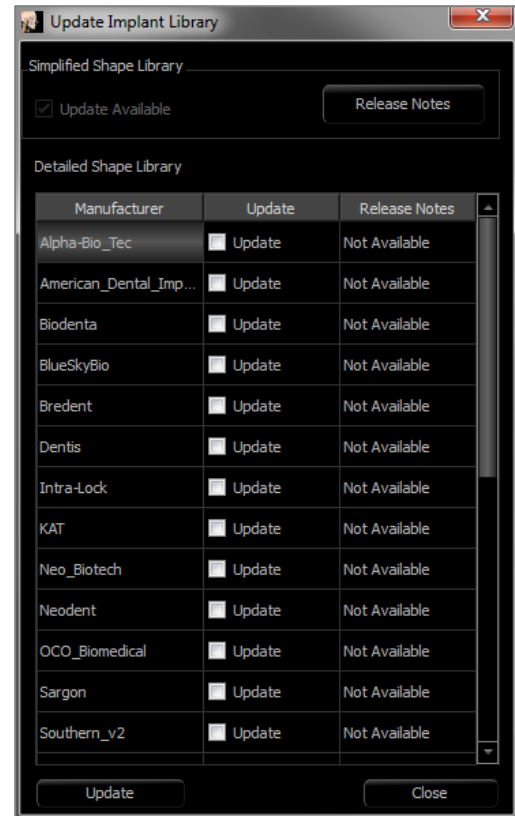 Update Implant Library
Simplified Shape Library
Update Available
Release Notes
Detailed Shape Library
Manufacturer Update Release Notes
Alpha-Bio_Tec Update Not Available
American_Dental_Imp... Update Not Available
Biodenta Update Not Available
BlueSkyBio Update Not Available
Bredent Update Not Available
Dentis Update Not Available
Intra-Lock Update Not Available
KAT Update Not Available
Neo_Biotech Update Not Available
Neodent Update Not Available
OCO_Biomedical Update Not Available
Sargon Update Not Available
Southern_v2 Update Not Available
Update Close